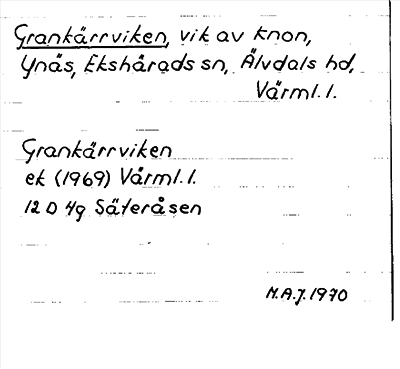 Grankärrviken, vik av Knon,
Ynäs, Ekshärads sn, Älvdals hd,
Värml. l.
Grankärrviken
ek (1969) Värml. l.
12 D 4g Säteråsen
M.A.J. 1970